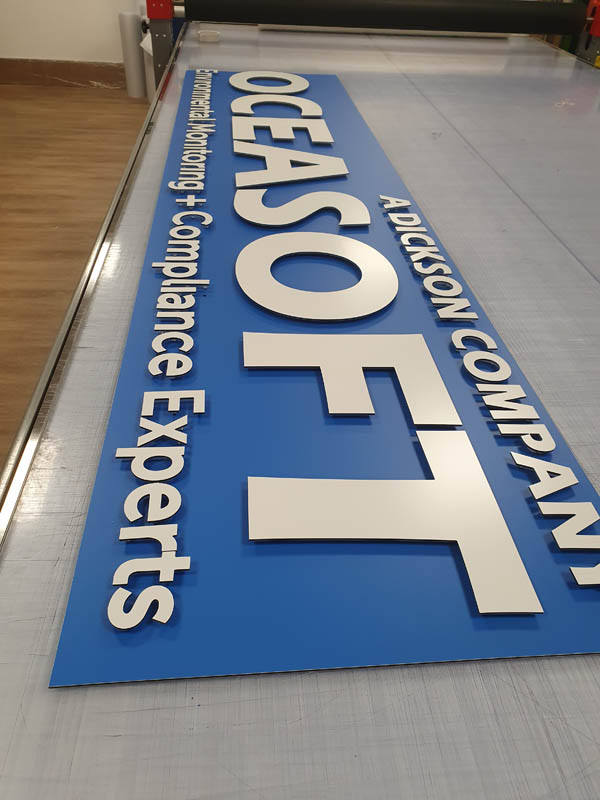 A DICKSON COMPANY
OCEASOFT
Environmental Monitoring + Compliance Experts